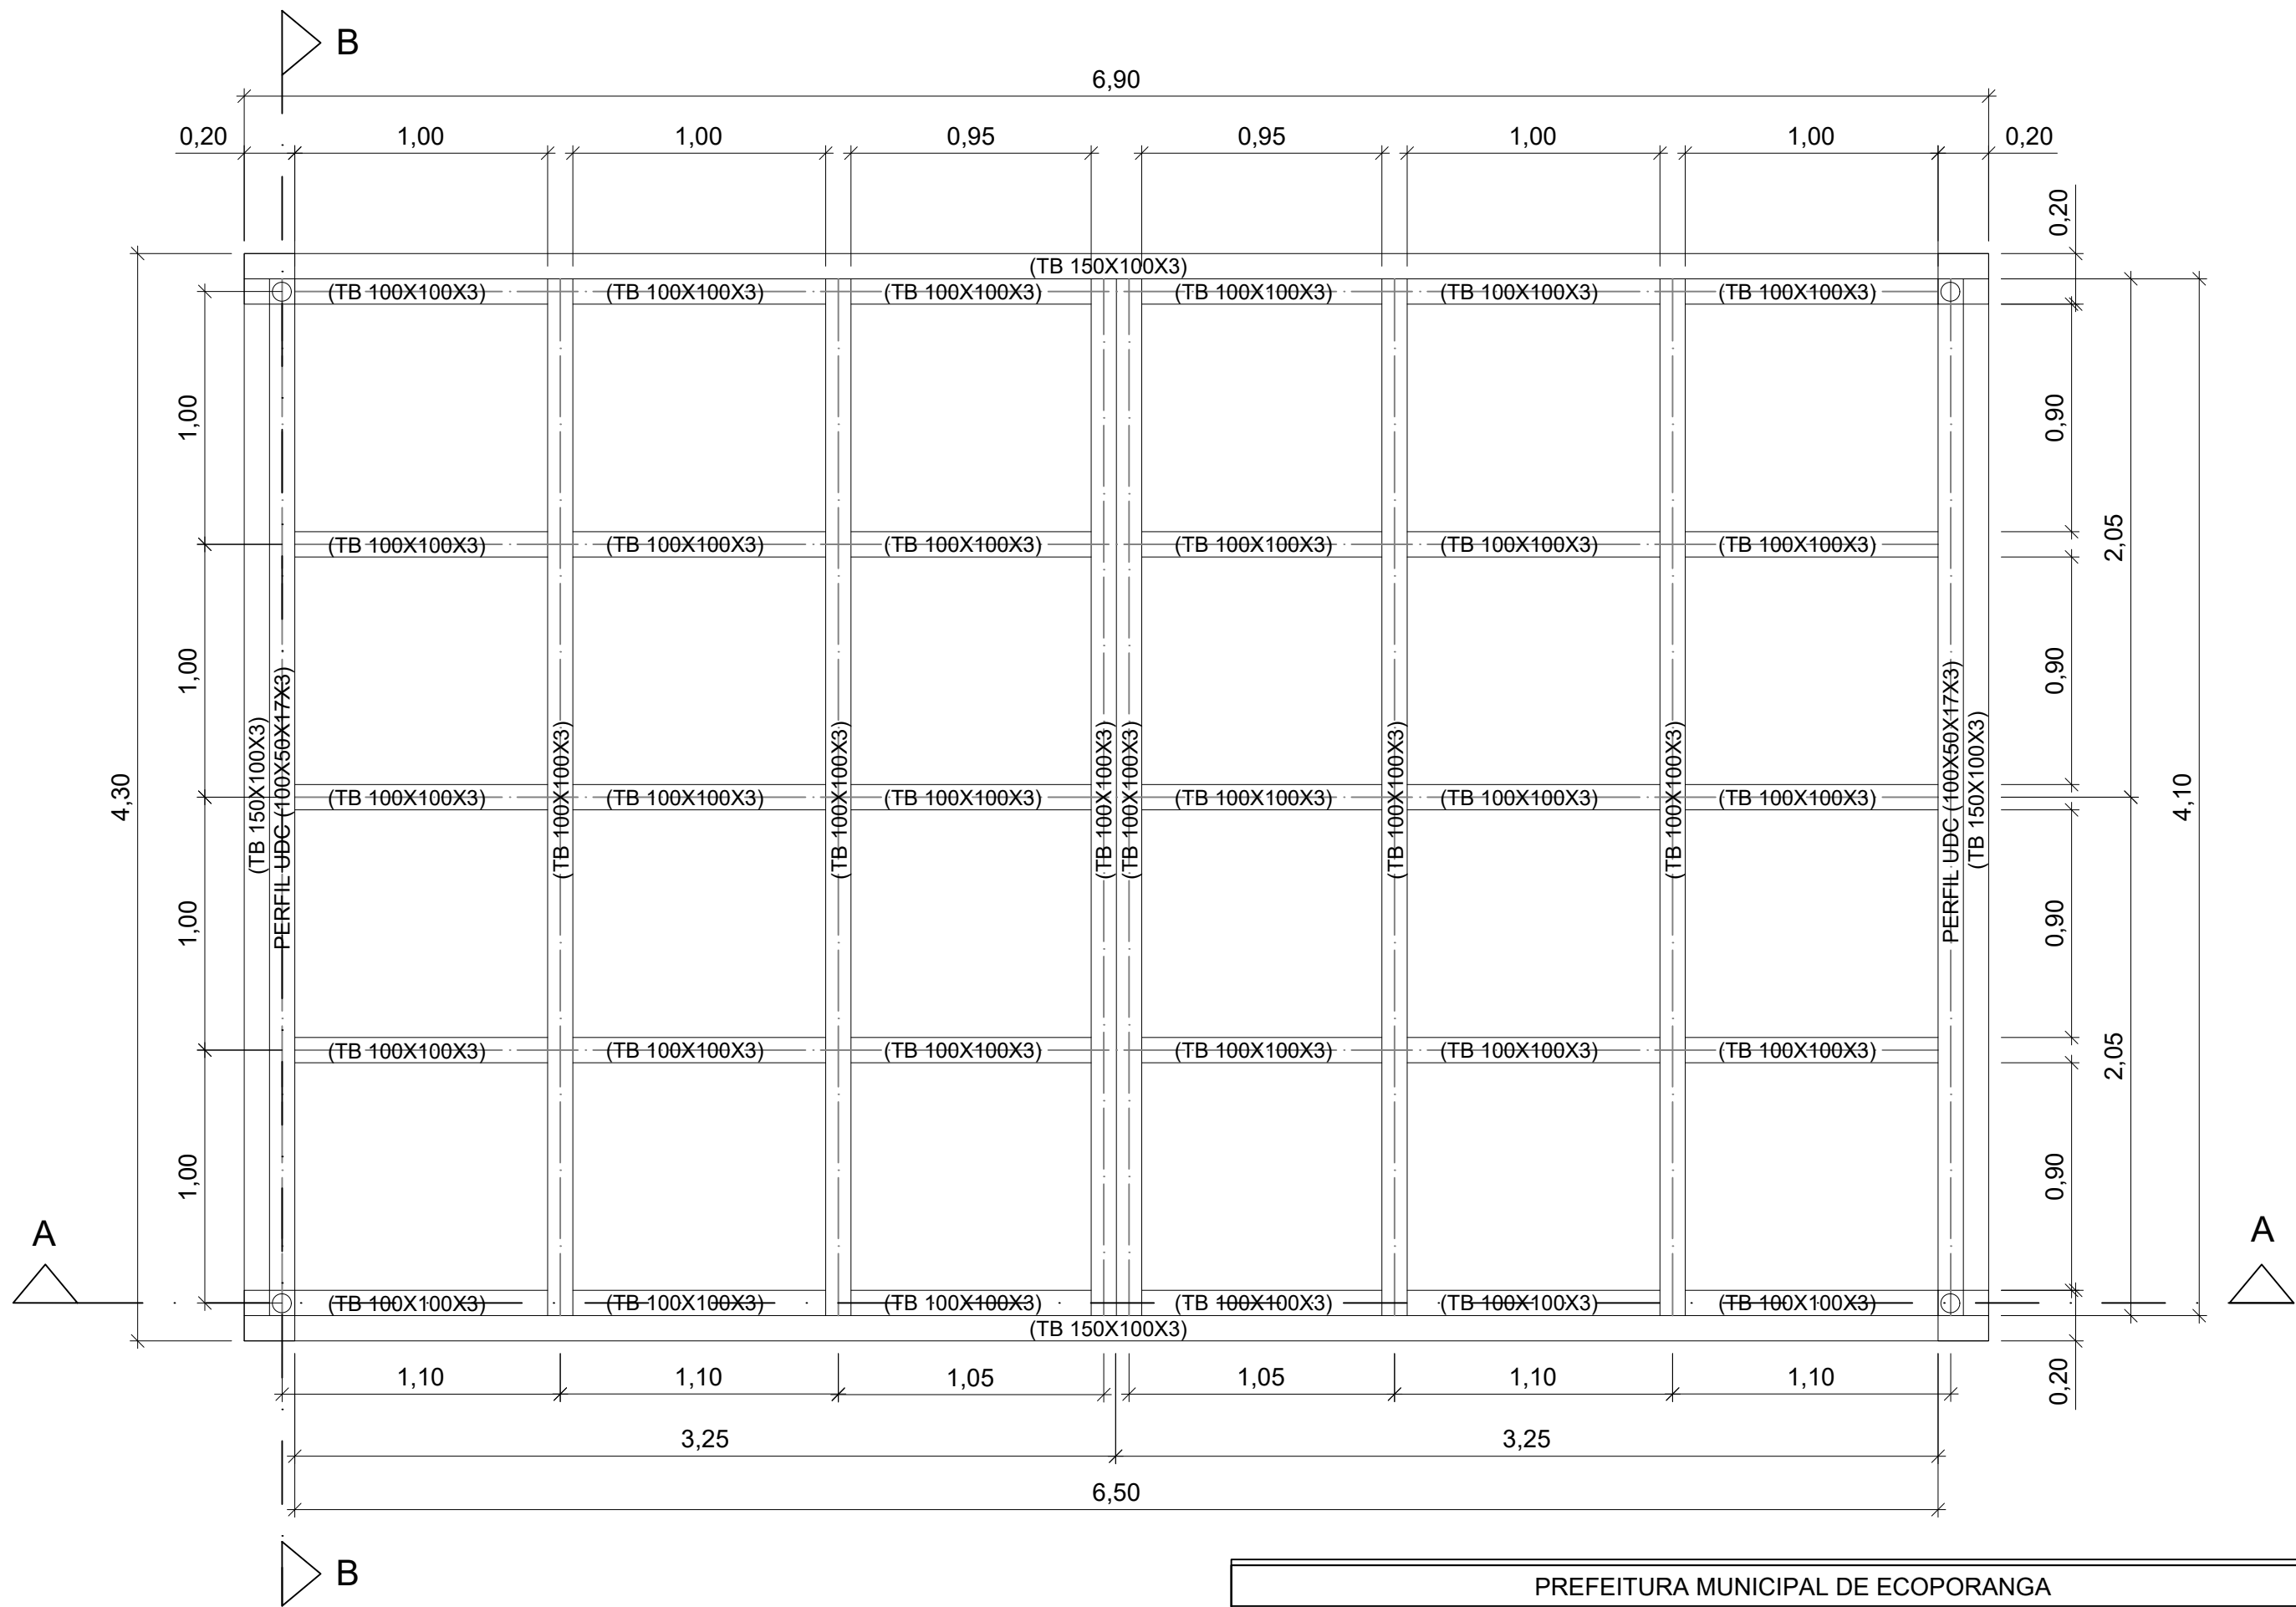 B
6,90
0,20 1,00 1,00 0,95 0,95 1,00 1,00 0,20
0,20
(TB 150X100X3)
(TB 100X100X3) (TB 100X100X3) (TB 100X100X3) (TB 100X100X3) (TB 100X100X3) (TB 100X100X3)
1,00
0,90
(TB 100X100X3) (TB 100X100X3) (TB 100X100X3) (TB 100X100X3) (TB 100X100X3) (TB 100X100X3)
2,05
1,00
0,90
4,30
(TB 150X100X3)
PERFIL UDC (100X50X17X3)
(TB 100X100X3)
(TB 100X100X3)
(TB 100X100X3)
(TB 100X100X3)
(TB 100X100X3)
(TB 100X100X3)
PERFIL UDC (100X50X17X3)
(TB 150X100X3)
4,10
(TB 100X100X3) (TB 100X100X3) (TB 100X100X3) (TB 100X100X3) (TB 100X100X3) (TB 100X100X3)
1,00
0,90
(TB 100X100X3) (TB 100X100X3) (TB 100X100X3) (TB 100X100X3) (TB 100X100X3) (TB 100X100X3)
2,05
1,00
0,90
A A
(TB 100X100X3) (TB 100X100X3) (TB 100X100X3) (TB 100X100X3) (TB 100X100X3) (TB 100X100X3)
(TB 150X100X3)
1,10 1,10 1,05 1,05 1,10 1,10
0,20
3,25 3,25
6,50
B
PREFEITURA MUNICIPAL DE ECOPORANGA